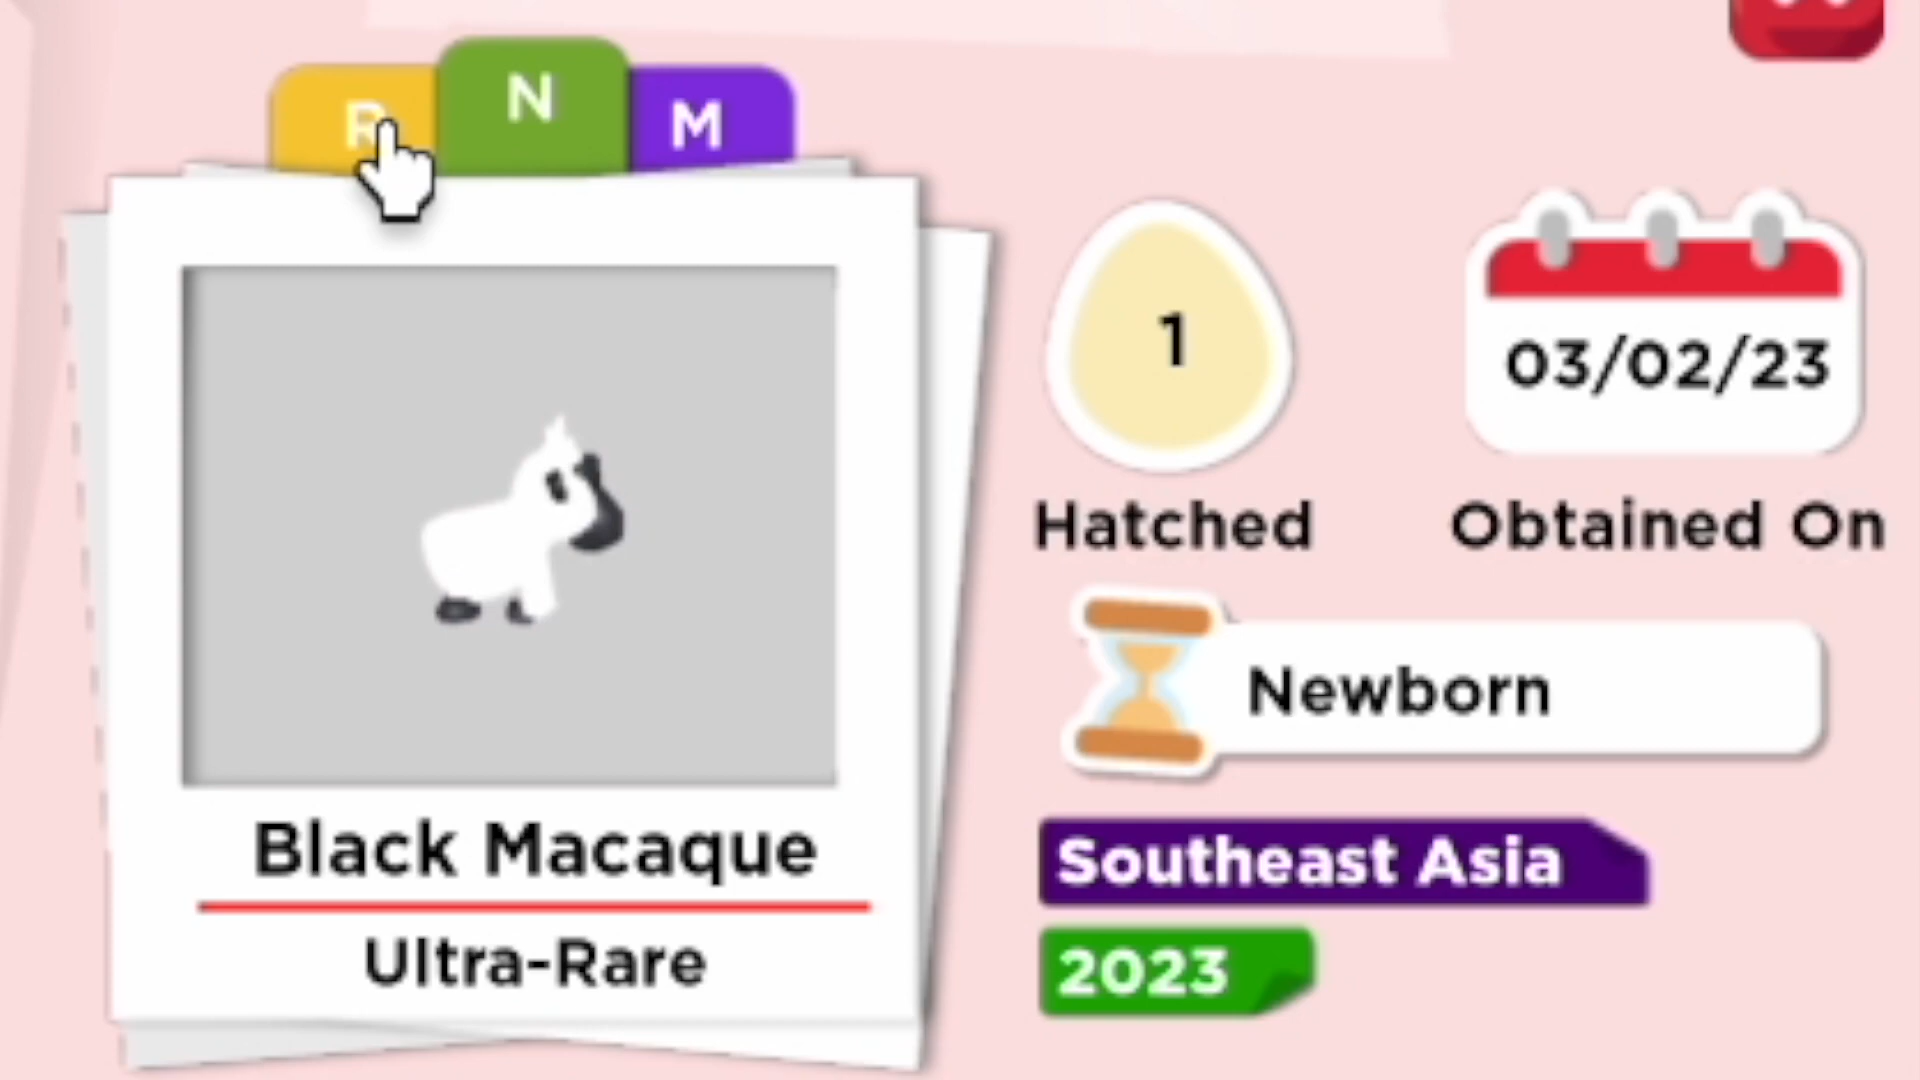 R N M
1
03/02/23
Hatched
Obtained On
Newborn
Black Macaque
Ultra-Rare
Southeast Asia
2023